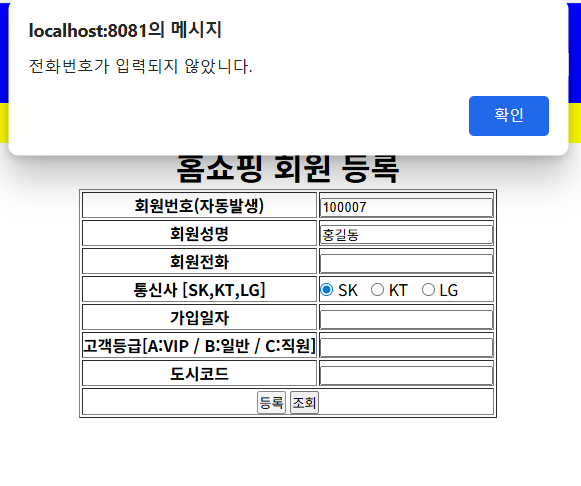 localhost:8081의 메시지
전화번호가 입력되지 않았습니다.
확인
홈쇼핑 회원 등록
회원번호(자동발생) 100007
회원성명 홍길동
회원전화
통신사 [SK,KT,LG] SK KT LG
가입일자
고객등급[A:VIP / B:일반 / C:직원]
도시코드
등록 조회